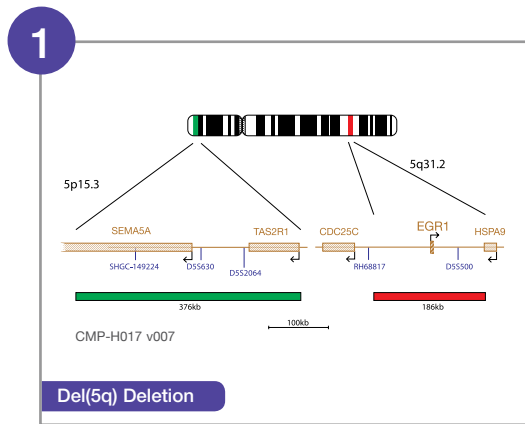 1
5p15.3
5q31.2
SEMA5A
TAS2R1
CDC25C
EGR1
HSPA9
SHGC-149224
D5S630
D5S2064
RH68817
D5S500
376kb
186kb
100kb
CMP-H017 v007
Del(5q) Deletion